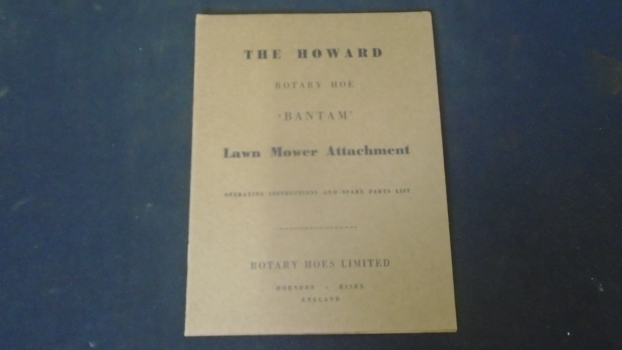 THE HOWARD
ROTARY HOE
'BANTAM'
Lawn Mower Attachment
OPERATING INSTRUCTIONS AND SPARE PARTS LIST
ROTARY HOES LIMITED
HORNDON - ESSEX
ENGLAND